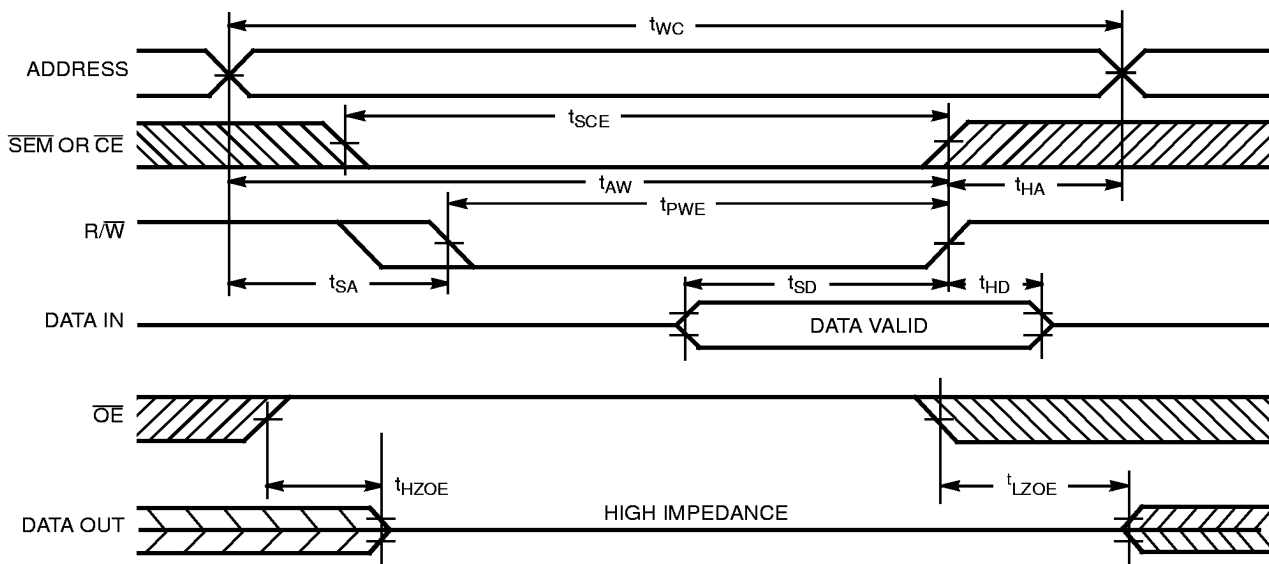 tWC
ADDRESS
tSCE
SEM OR CE
tAW
tHA
tPWE
R/W
tSA
tSD
tHD
DATA IN
DATA VALID
OE
tHZOE
tLZOE
DATA OUT
HIGH IMPEDANCE